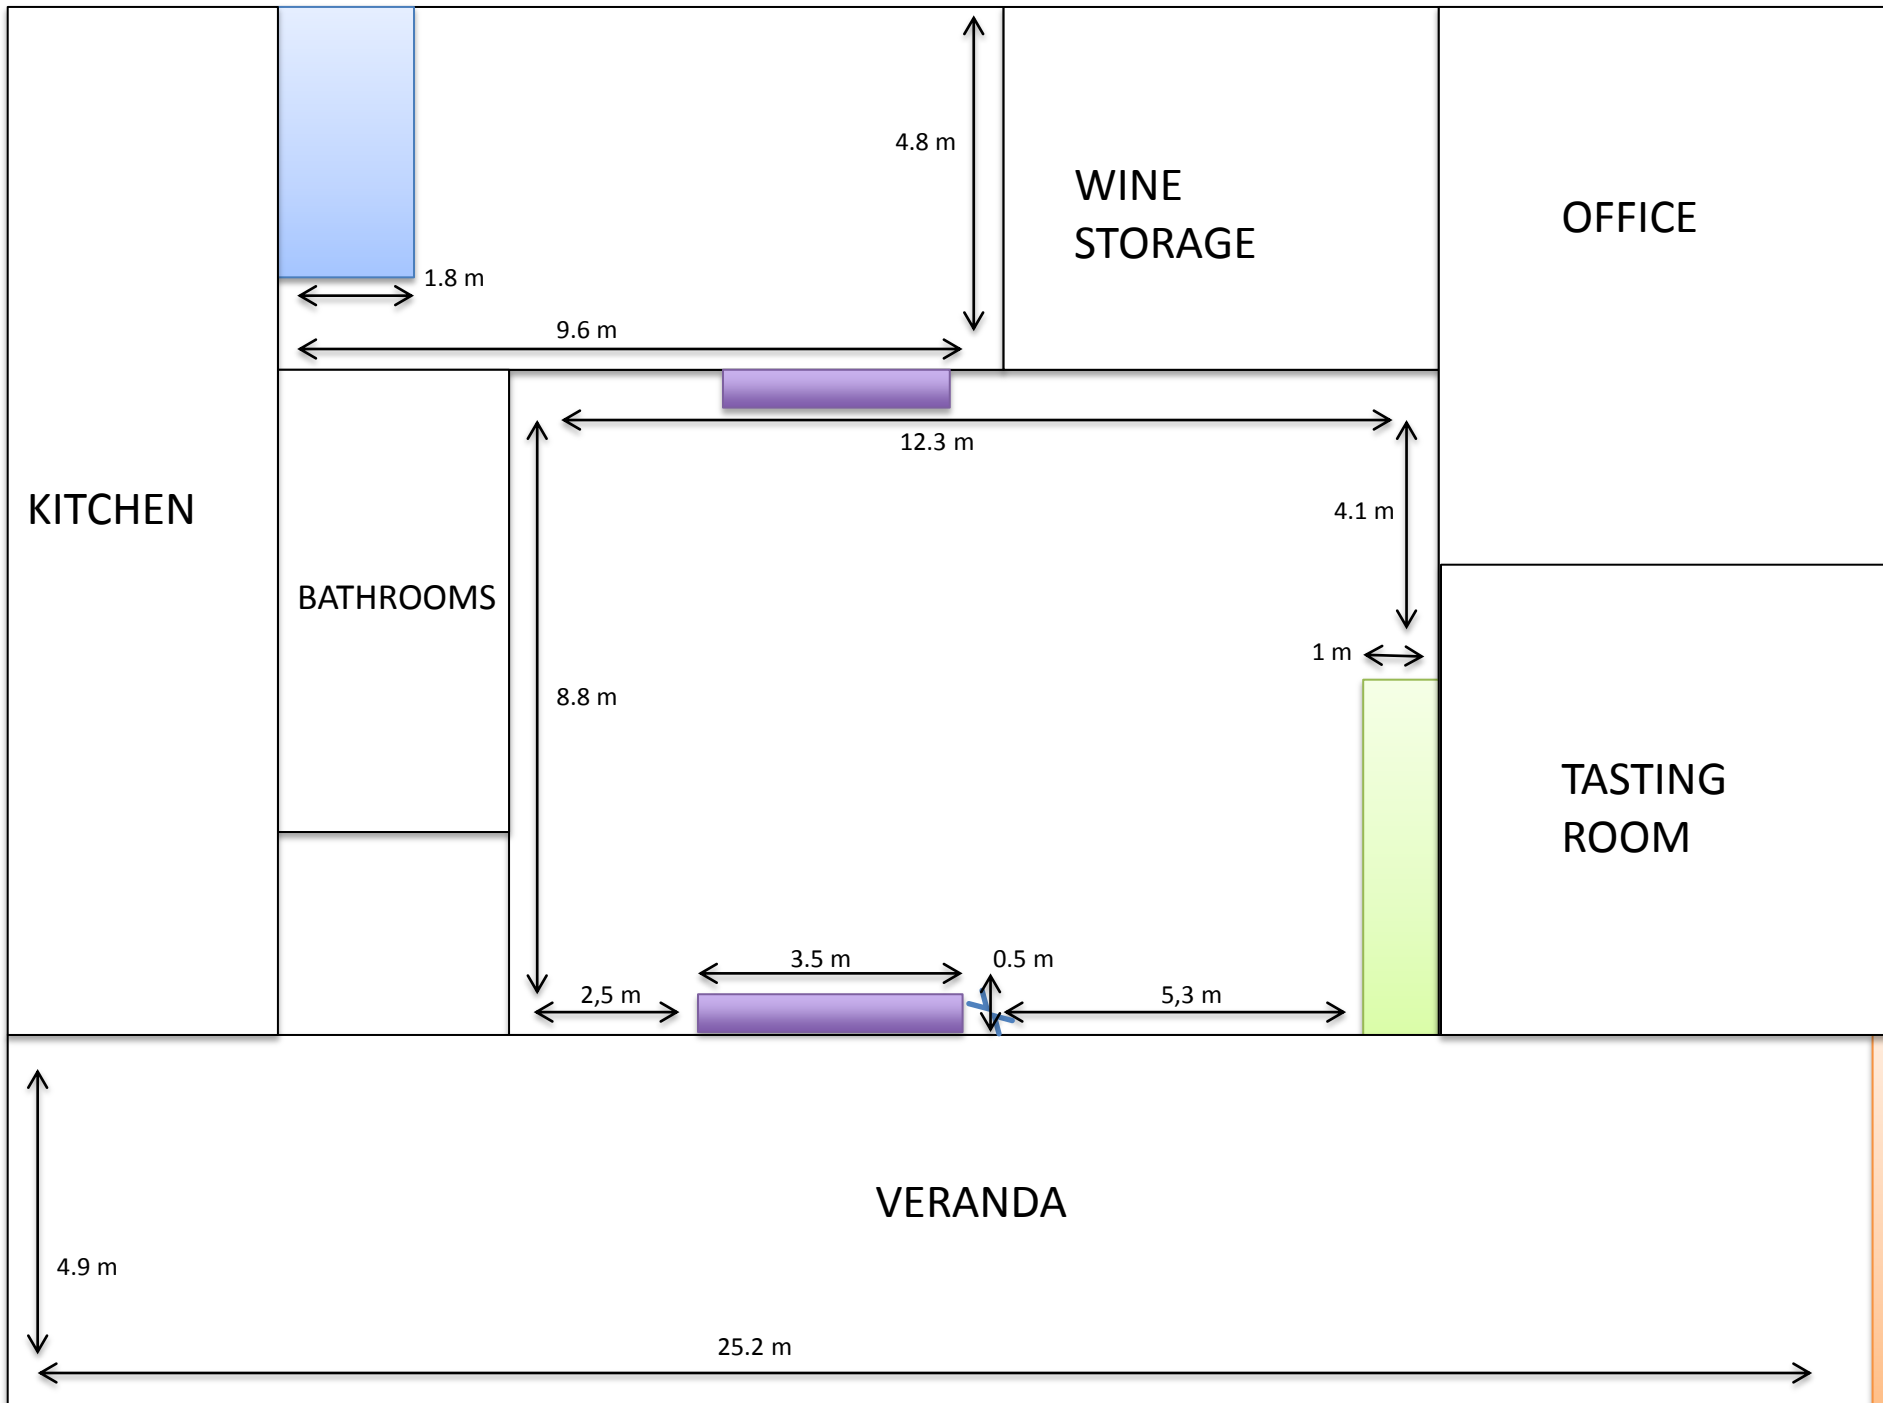 4.8 m
WINE
STORAGE
OFFICE
1.8 m
9.6 m
12.3 m
KITCHEN
4.1 m
BATHROOMS
1 m
8.8 m
TASTING
ROOM
3.5 m
0.5 m
2,5 m
5,3 m
VERANDA
4.9 m
25.2 m